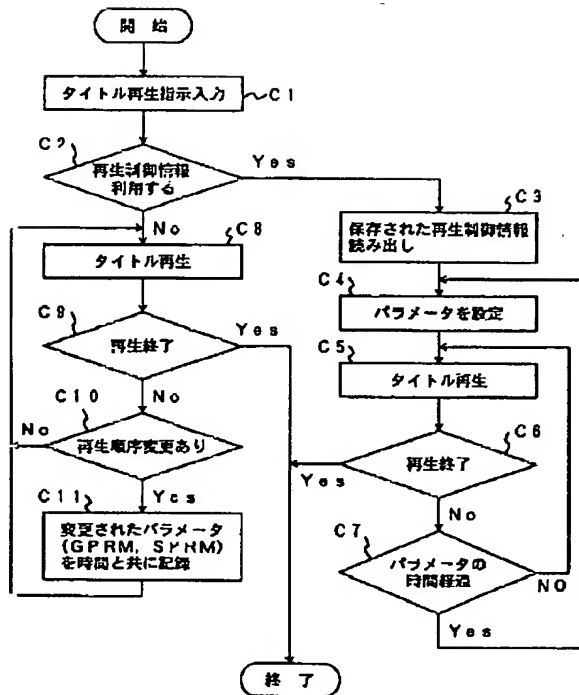 開始
タイトル再生指示入力
C1
C2
再生制御情報
利用する
Yes
No
C3
保存された再生制御情報
読み出し
C8
タイトル再生
C4
パラメータを設定
C9
再生終了
Yes
No
C5
タイトル再生
C10
再生順序変更あり
No
Yes
C6
再生終了
Yes
No
C11
変更されたパラメータ
(GPRM, SPRM)
を時間と共に記録
C7
パラメータの
時間経過
NO
Yes
終了